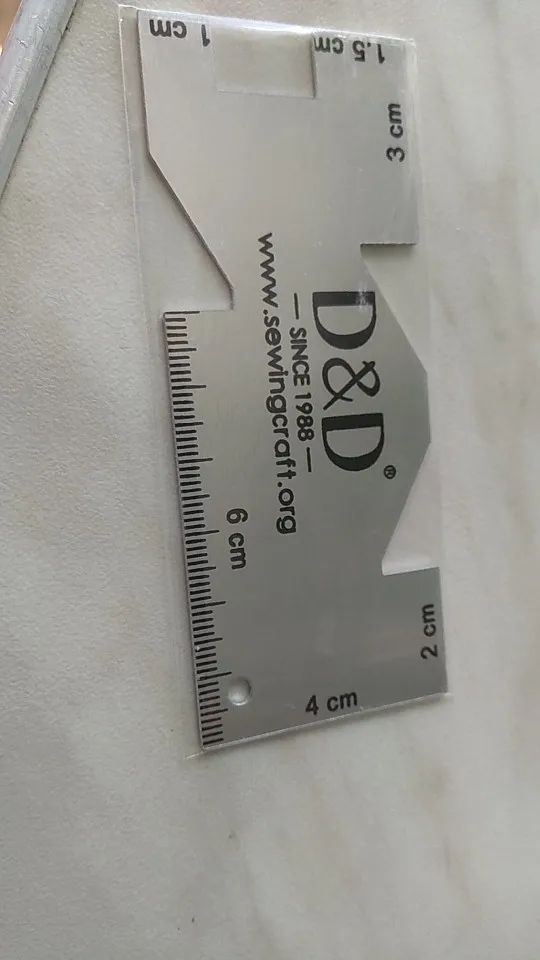 1 cm
1.5 cm
3 cm
D&D®
— SINCE 1988 —
www.sewingcraft.org
6 cm
2 cm
4 cm